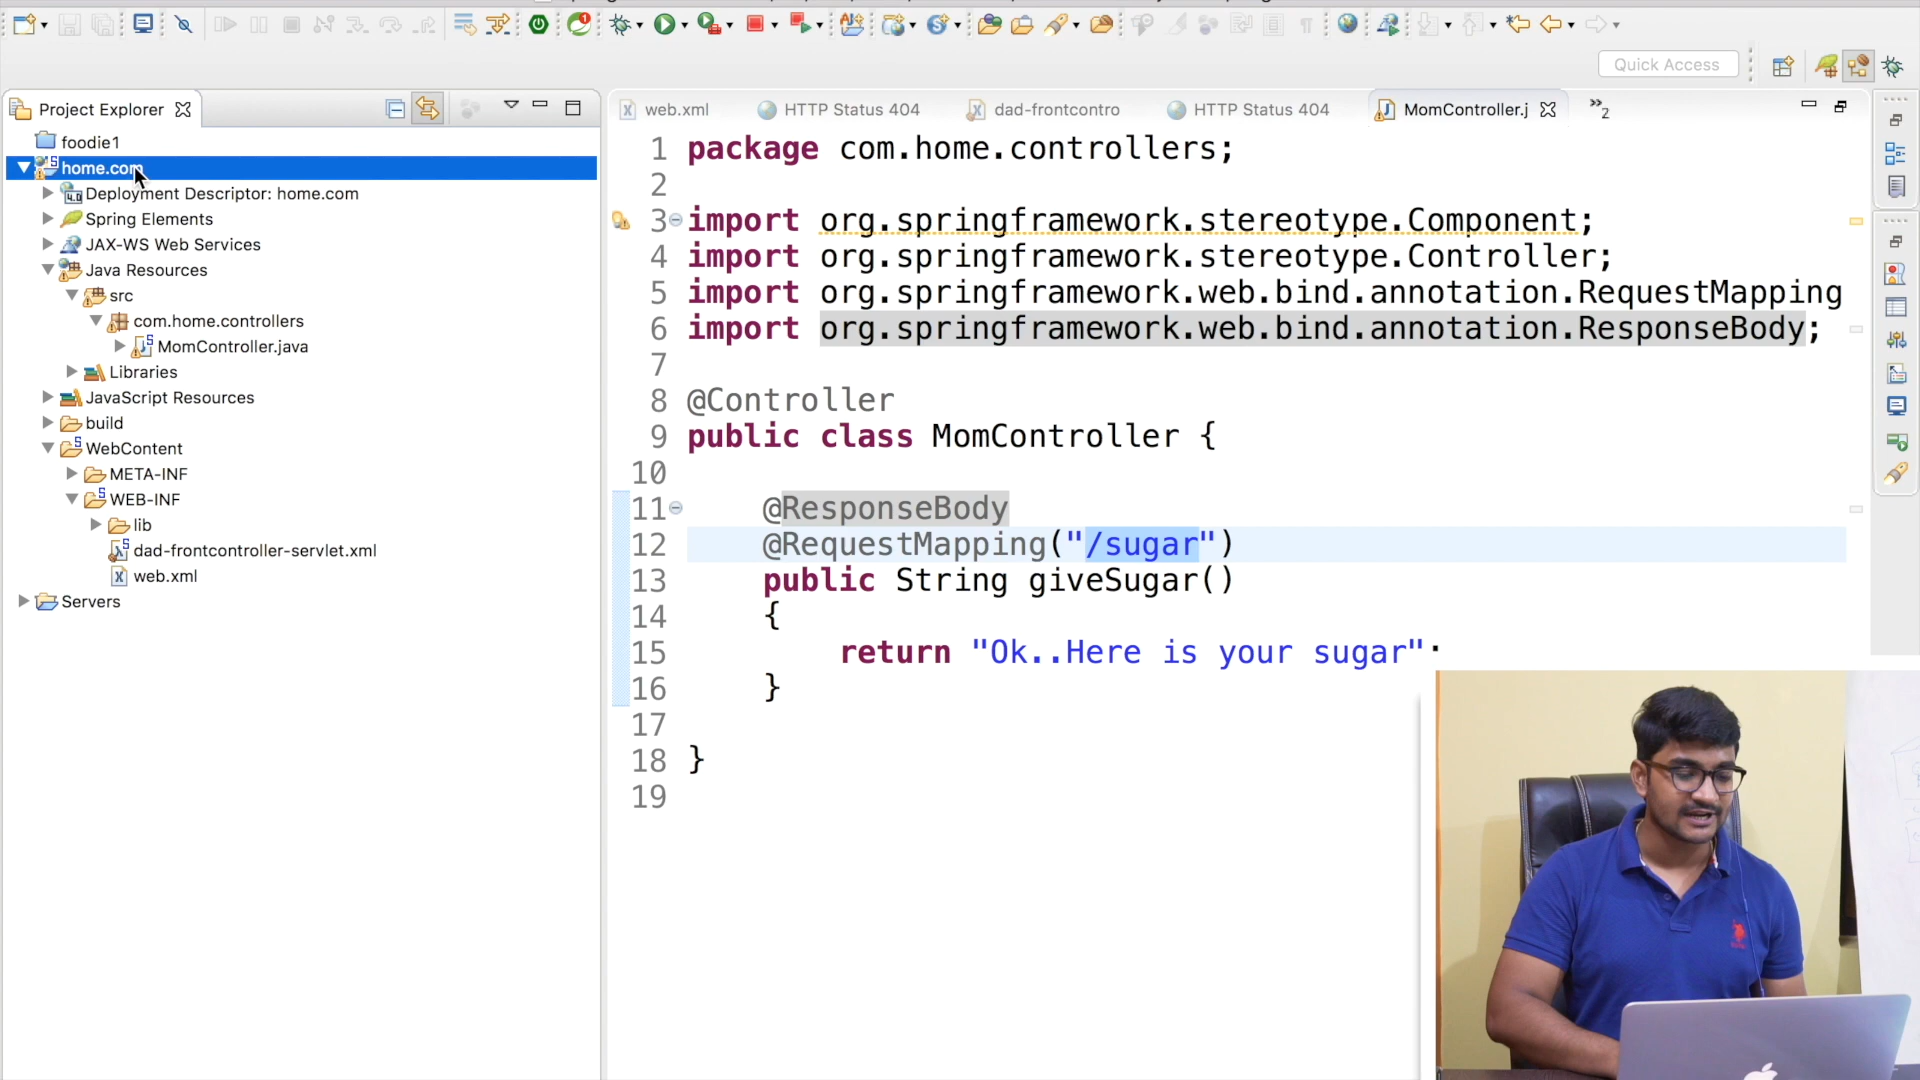 Quick Access
Project Explorer
foodie1
home.com
Deployment Descriptor: home.com
Spring Elements
JAX-WS Web Services
Java Resources
src
com.home.controllers
MomController.java
Libraries
JavaScript Resources
build
WebContent
META-INF
WEB-INF
lib
dad-frontcontroller-servlet.xml
web.xml
Servers
web.xml HTTP Status 404 dad-frontcontro HTTP Status 404 MomController.j »2
1 package com.home.controllers;
2
3 import org.springframework.stereotype.Component;
4 import org.springframework.stereotype.Controller;
5 import org.springframework.web.bind.annotation.RequestMapping
6 import org.springframework.web.bind.annotation.ResponseBody;
7
8 @Controller
9 public class MomController {
10
11 @ResponseBody
12 @RequestMapping("/sugar")
13 public String giveSugar()
14 {
15 return "Ok..Here is your sugar";
16 }
17
18 }
19